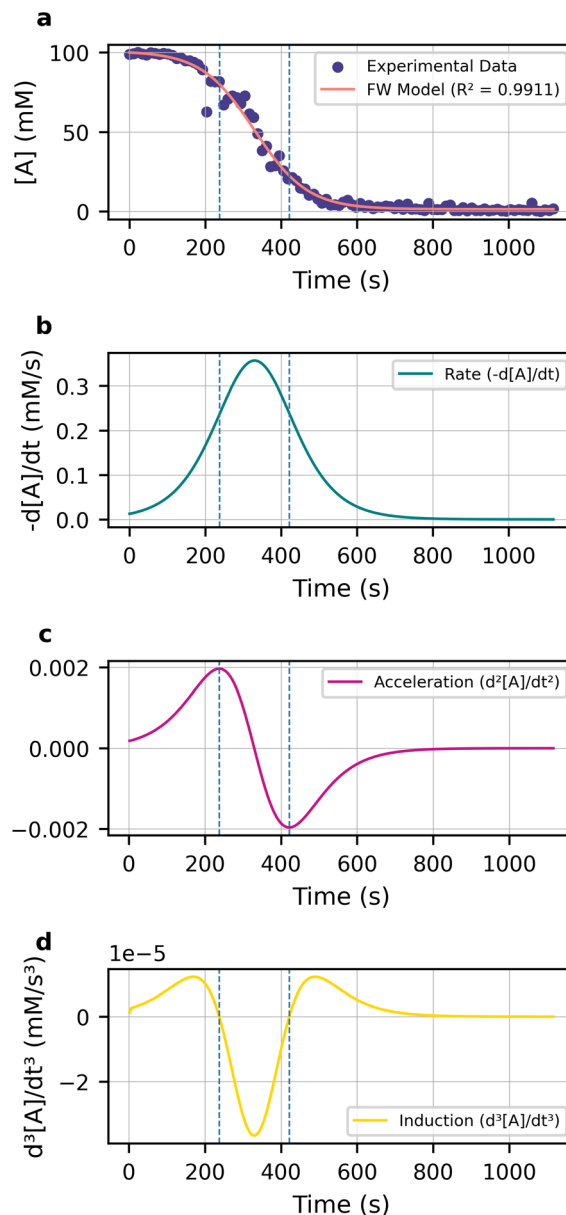 a
100
50
0
[A] (mM)
Experimental Data
FW Model (R² = 0.9911)
0 200 400 600 800 1000
Time (s)
b
0.3
0.2
0.1
0.0
-d[A]/dt (mM/s)
Rate (-d[A]/dt)
0 200 400 600 800 1000
Time (s)
c
0.002
0.000
−0.002
Acceleration (d²[A]/dt²)
0 200 400 600 800 1000
Time (s)
d
1e-5
0
−2
d³[A]/dt³ (mM/s³)
Induction (d³[A]/dt³)
0 200 400 600 800 1000
Time (s)